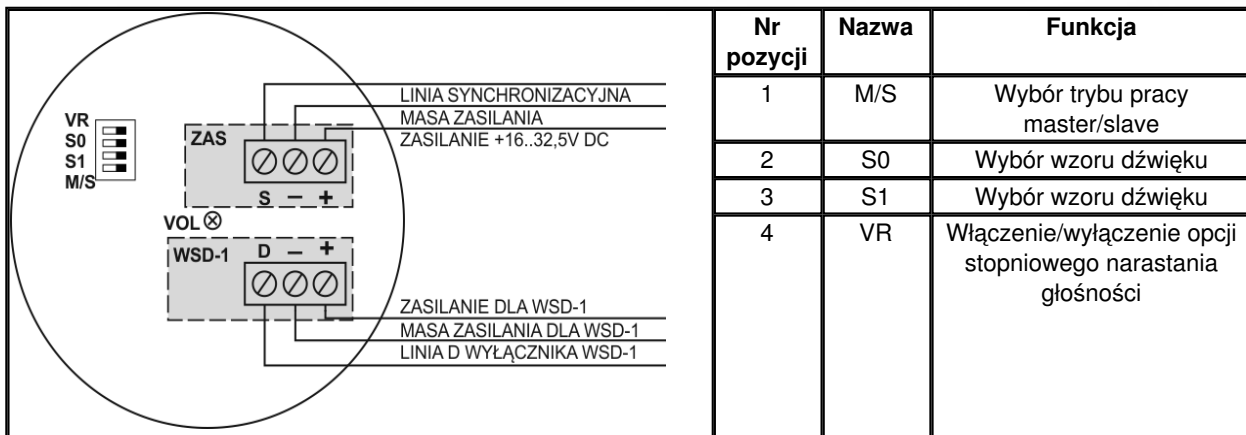 VR
S0
S1
M/S
ZAS
S − +
VOL
WSD-1
D − +
LINIA SYNCHRONIZACYJNA
MASA ZASILANIA
ZASILANIE +16..32,5V DC
ZASILANIE DLA WSD-1
MASA ZASILANIA DLA WSD-1
LINIA D WYŁĄCZNIKA WSD-1
Nr pozycji Nazwa Funkcja
1 M/S Wybór trybu pracy
master/slave
2 S0 Wybór wzoru dźwięku
3 S1 Wybór wzoru dźwięku
4 VR Włączenie/wyłączenie opcji
stopniowego narastania
głośności